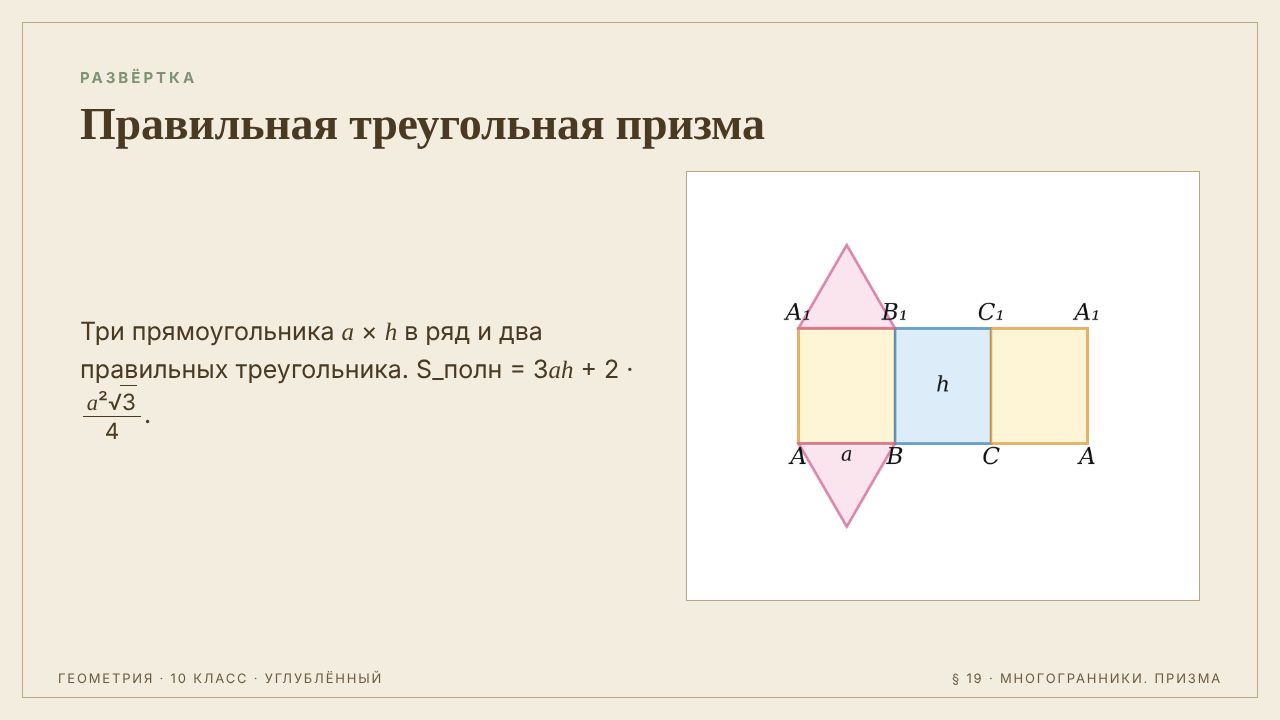 РАЗВЁРТКА
Правильная треугольная призма
Три прямоугольника a × h в ряд и два
правильных треугольника. S_полн = 3ah + 2 ·
a²√3
4 .
A₁ B₁ C₁ A₁
h
A a B C A
ГЕОМЕТРИЯ · 10 КЛАСС · УГЛУБЛЁННЫЙ
§ 19 · МНОГОГРАННИКИ. ПРИЗМА